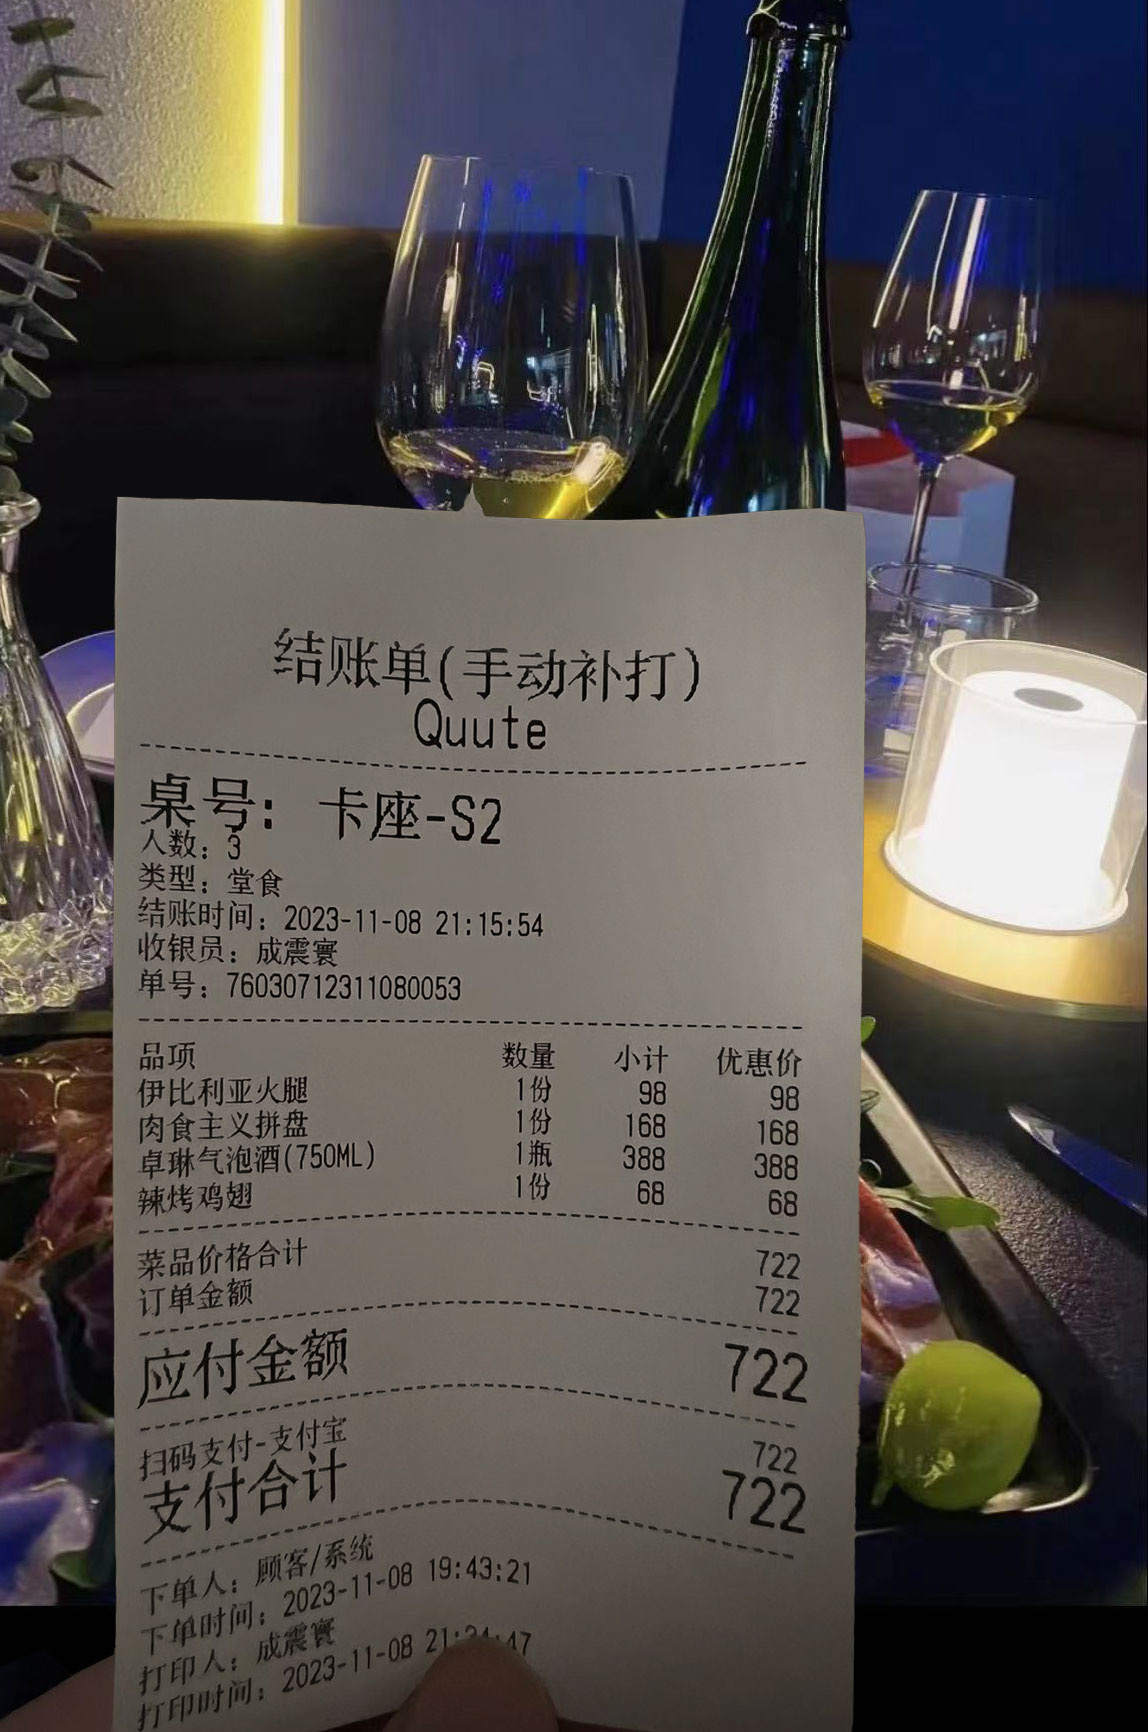 结账单(手动补打)
Quute
桌号: 卡座-S2
人数: 3
类型: 堂食
结账时间: 2023-11-08 21:15:54
收银员: 成震寰
单号: 76030712311080053
品项 数量 小计 优惠价
伊比利亚火腿 1份 98 98
肉食主义拼盘 1份 168 168
卓琳气泡酒(750ML) 1瓶 388 388
辣烤鸡翅 1份 68 68
菜品价格合计 722
订单金额 722
应付金额 722
扫码支付-支付宝 722
支付合计 722
下单人: 顾客/系统
下单时间: 2023-11-08 19:43:21
打印人: 成震寰
打印时间: 2023-11-08